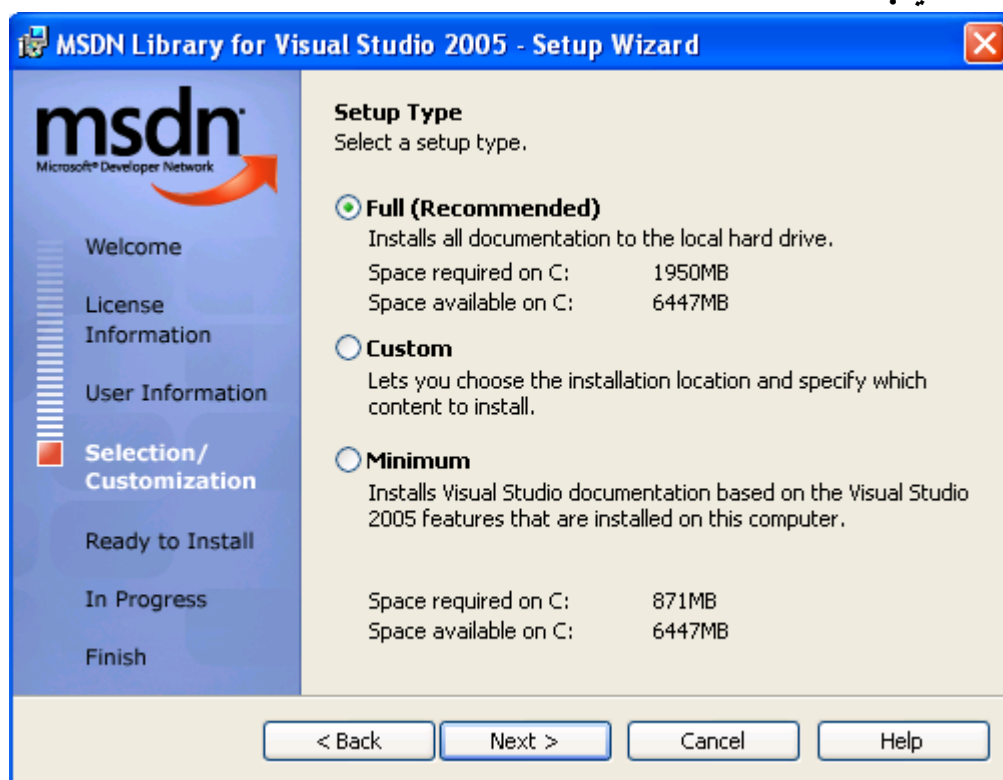 MSDN Library for Visual Studio 2005 - Setup Wizard
msdn
Microsoft® Developer Network
Welcome
License
Information
User Information
Selection/
Customization
Ready to Install
In Progress
Finish
Setup Type
Select a setup type.
Full (Recommended)
Installs all documentation to the local hard drive.
Space required on C: 1950MB
Space available on C: 6447MB
Custom
Lets you choose the installation location and specify which
content to install.
Minimum
Installs Visual Studio documentation based on the Visual Studio
2005 features that are installed on this computer.
Space required on C: 871MB
Space available on C: 6447MB
< Back
Next >
Cancel
Help